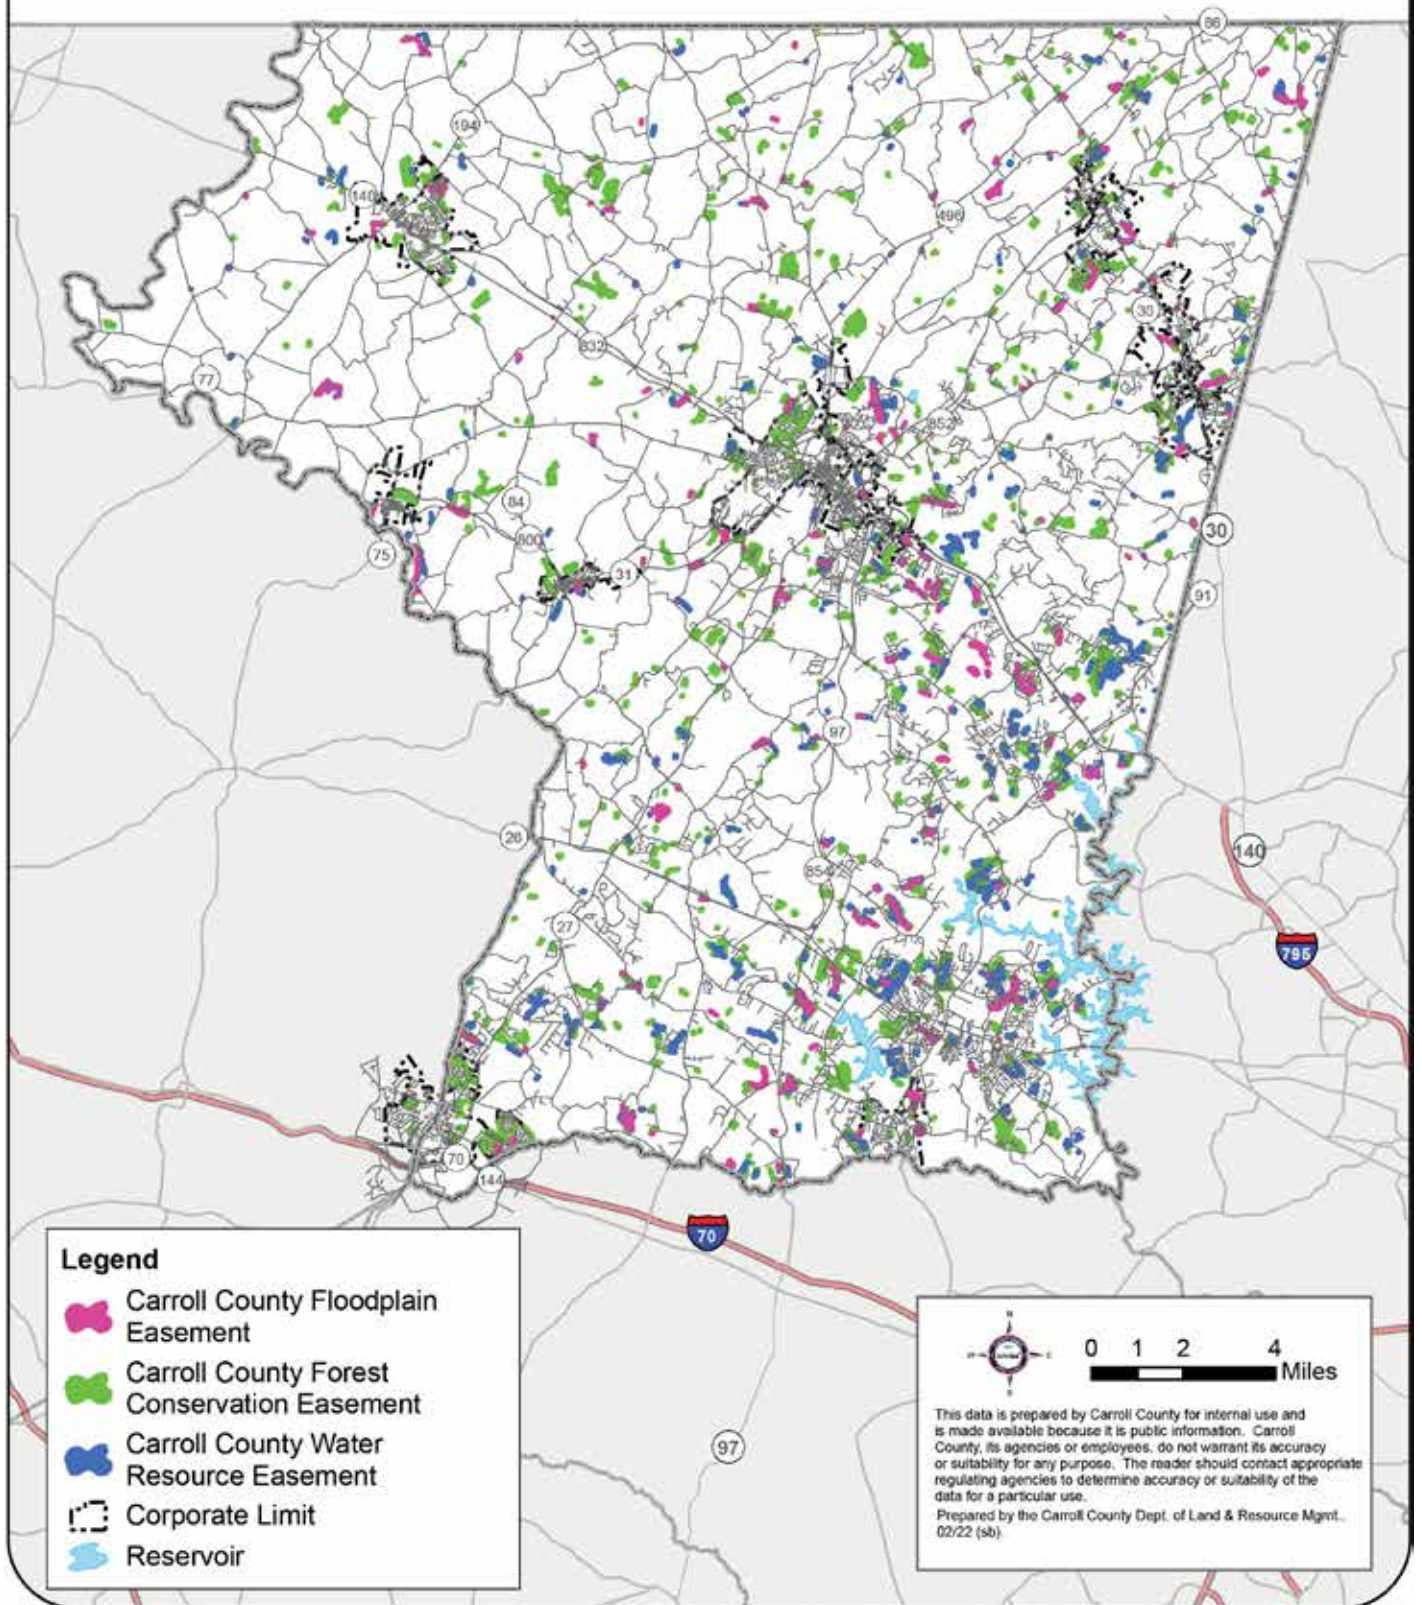 86
194
140
496
30
832
77
852
84
800
75
31
30
91
97
26
140
854
27
795
70
144
70
Legend
Carroll County Floodplain
Easement
Carroll County Forest
Conservation Easement
Carroll County Water
Resource Easement
Corporate Limit
Reservoir
97
N
W
E
S
0 1 2 4
Miles
This data is prepared by Carroll County for internal use and
is made available because it is public information. Carroll
County, its agencies or employees, do not warrant its accuracy
or suitability for any purpose. The reader should contact appropriate
regulating agencies to determine accuracy or suitability of the
data for a particular use.
Prepared by the Carroll County Dept. of Land & Resource Mgmt.,
02/22 (sb)